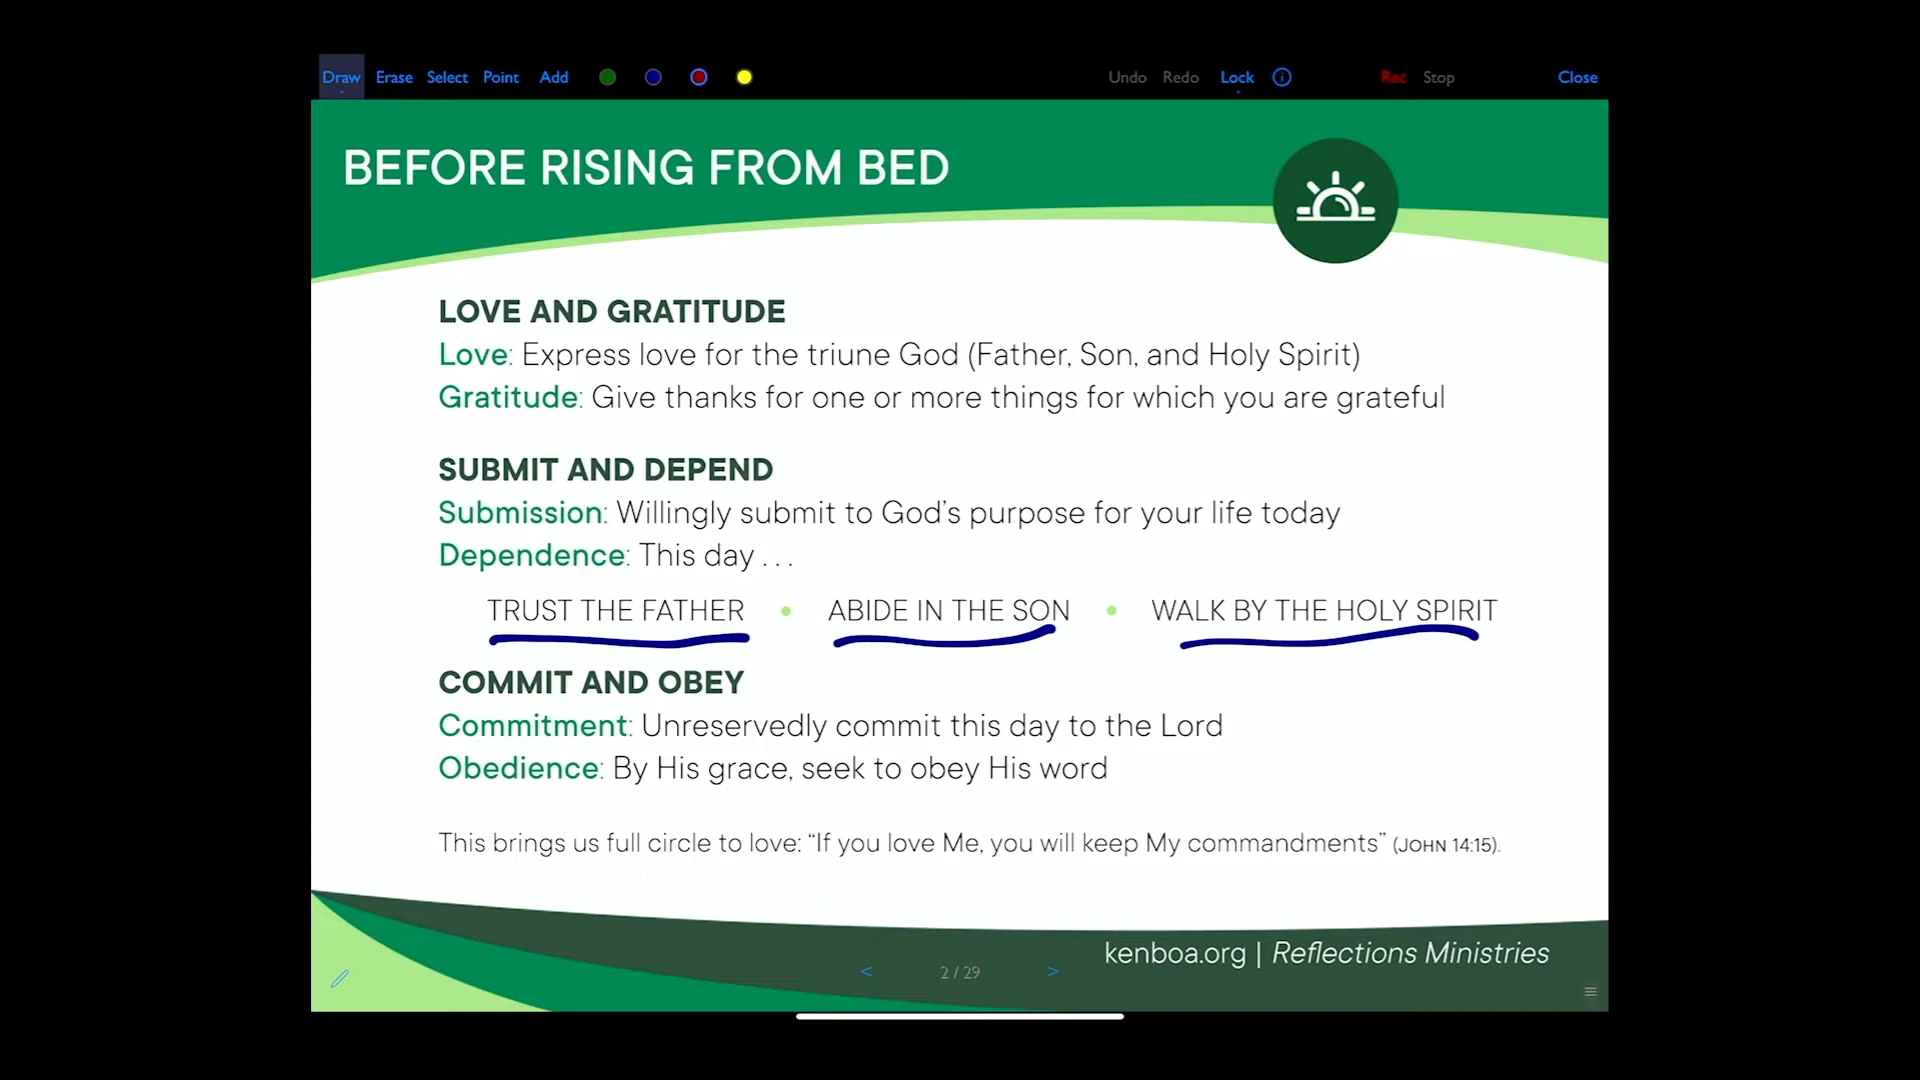 Draw Erase Select Point Add Undo Redo Lock Rec Stop Close
BEFORE RISING FROM BED
LOVE AND GRATITUDE
Love: Express love for the triune God (Father, Son, and Holy Spirit)
Gratitude: Give thanks for one or more things for which you are grateful
SUBMIT AND DEPEND
Submission: Willingly submit to God's purpose for your life today
Dependence: This day . . .
TRUST THE FATHER • ABIDE IN THE SON • WALK BY THE HOLY SPIRIT
COMMIT AND OBEY
Commitment: Unreservedly commit this day to the Lord
Obedience: By His grace, seek to obey His word
This brings us full circle to love: “If you love Me, you will keep My commandments” (JOHN 14:15).
kenboa.org | Reflections Ministries
< 2 / 29 >